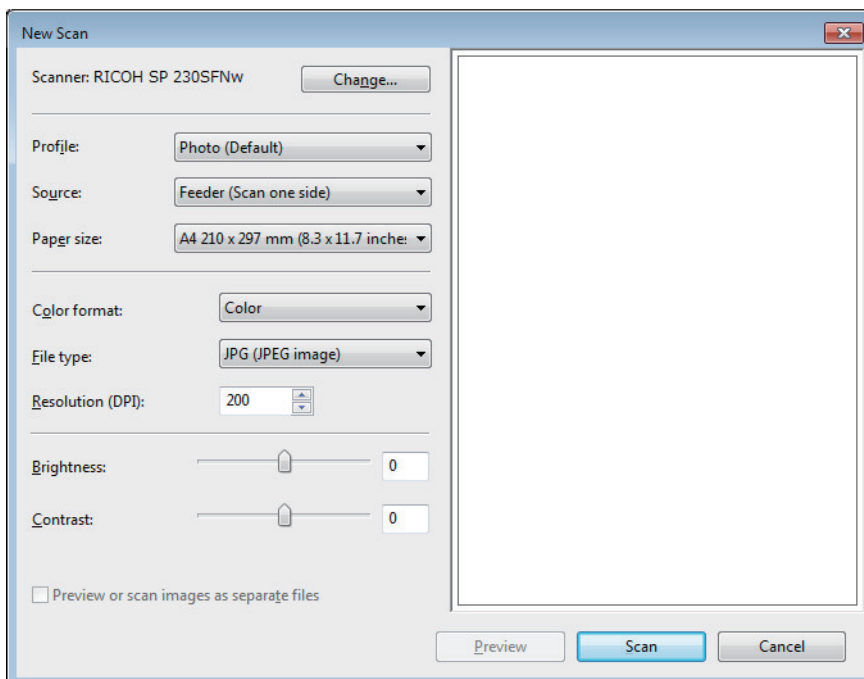 New Scan
Scanner: RICOH SP 230SFNw Change...
Profile: Photo (Default)
Source: Feeder (Scan one side)
Paper size: A4 210 x 297 mm (8.3 x 11.7 inche
Color format: Color
File type: JPG (JPEG image)
Resolution (DPI): 200
Brightness: 0
Contrast: 0
Preview or scan images as separate files
Preview Scan Cancel